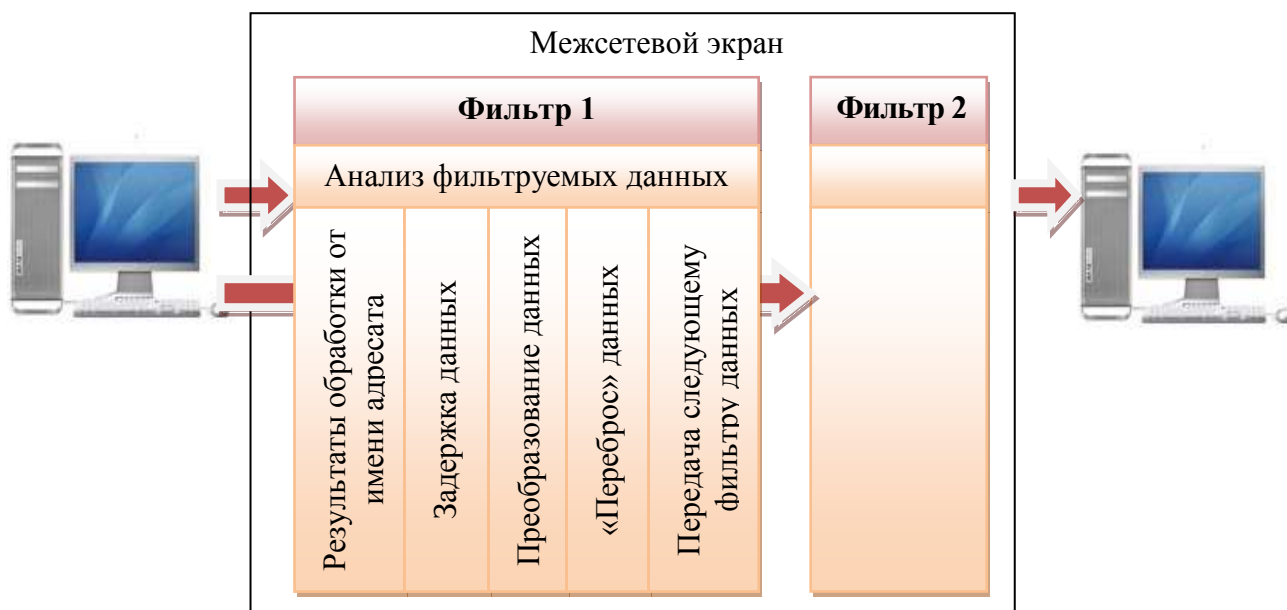 Межсетевой экран
Фильтр 1
Фильтр 2
Анализ фильтруемых данных
Результаты обработки от
имени адресата
Задержка данных
Преобразование данных
«Переброс» данных
Передача следующему
фильтру данных